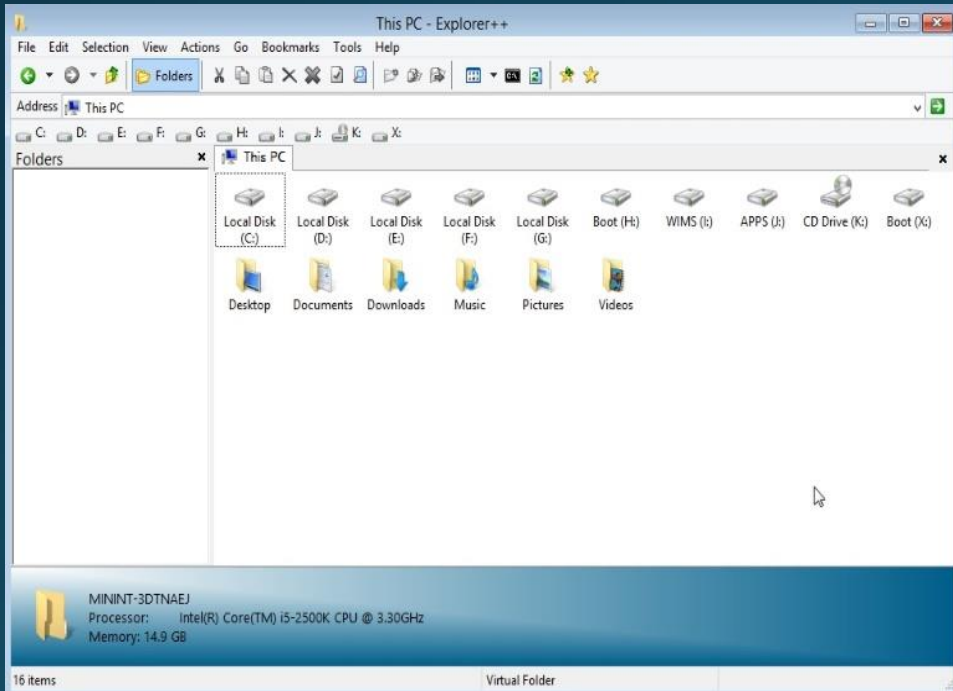 This PC - Explorer++
File Edit Selection View Actions Go Bookmarks Tools Help
Folders
Address This PC
C: D: E: F: G: H: I: J: K: X:
Folders
This PC
Local Disk (C:)
Local Disk (D:)
Local Disk (E:)
Local Disk (F:)
Local Disk (G:)
Boot (H:)
WIMS (I:)
APPS (J:)
CD Drive (K:)
Boot (X:)
Desktop Documents Downloads Music Pictures Videos
MININT-3DTNAEJ
Processor: Intel(R) Core(TM) i5-2500K CPU @ 3.30GHz
Memory: 14.9 GB
16 items Virtual Folder